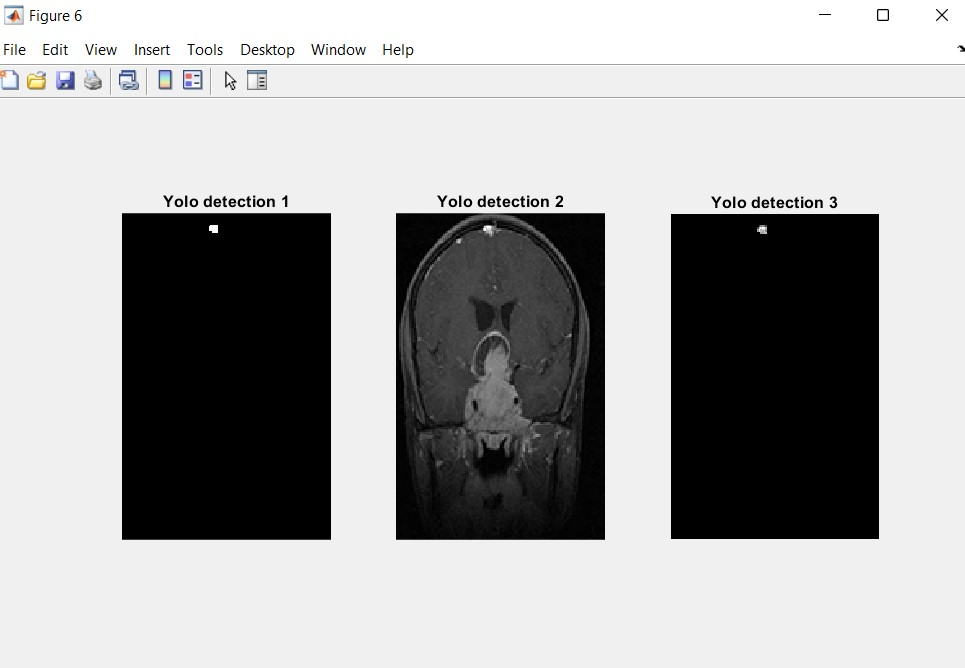 Figure 6
File Edit View Insert Tools Desktop Window Help
Yolo detection 1 Yolo detection 2 Yolo detection 3